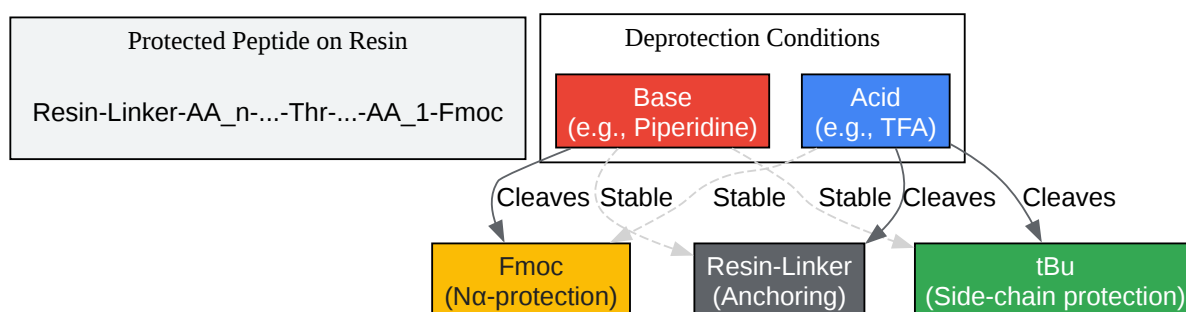 Protected Peptide on Resin
Resin-Linker-AA_n-...-Thr-...-AA_1-Fmoc
Deprotection Conditions
Base
(e.g., Piperidine)
Acid
(e.g., TFA)
Cleaves
Stable
Stable
Stable
Cleaves
Cleaves
Fmoc
(Nα-protection)
Resin-Linker
(Anchoring)
tBu
(Side-chain protection)